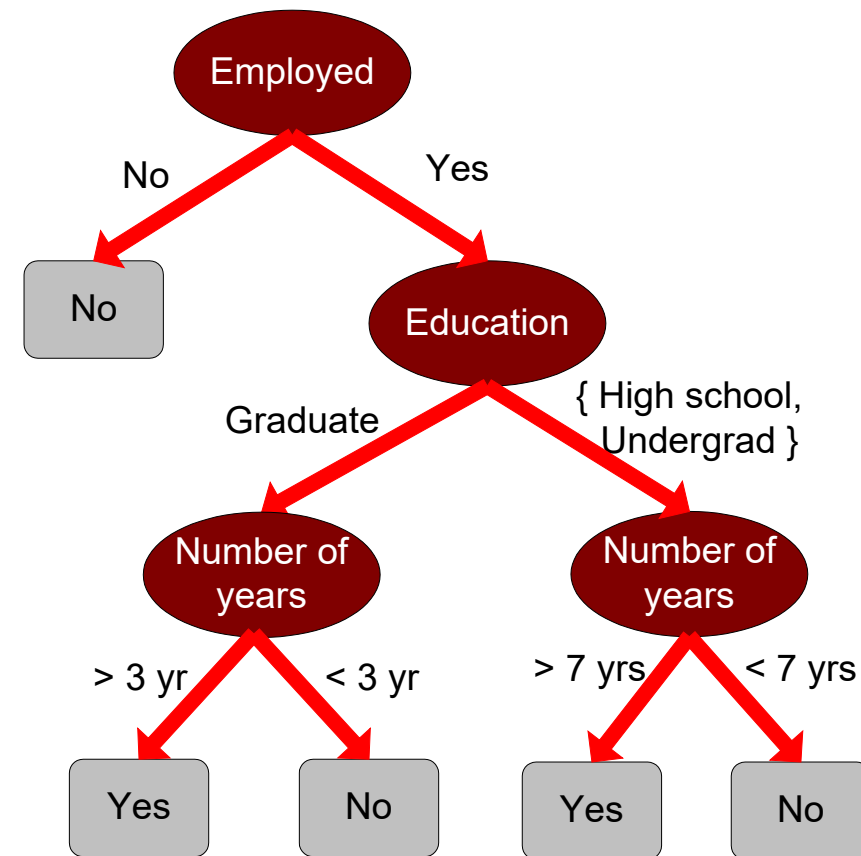 Employed
No
Yes
No
Education
Graduate
{ High school,
Undergrad }
Number of
years
Number of
years
> 3 yr
< 3 yr
> 7 yrs
< 7 yrs
Yes
No
Yes
No